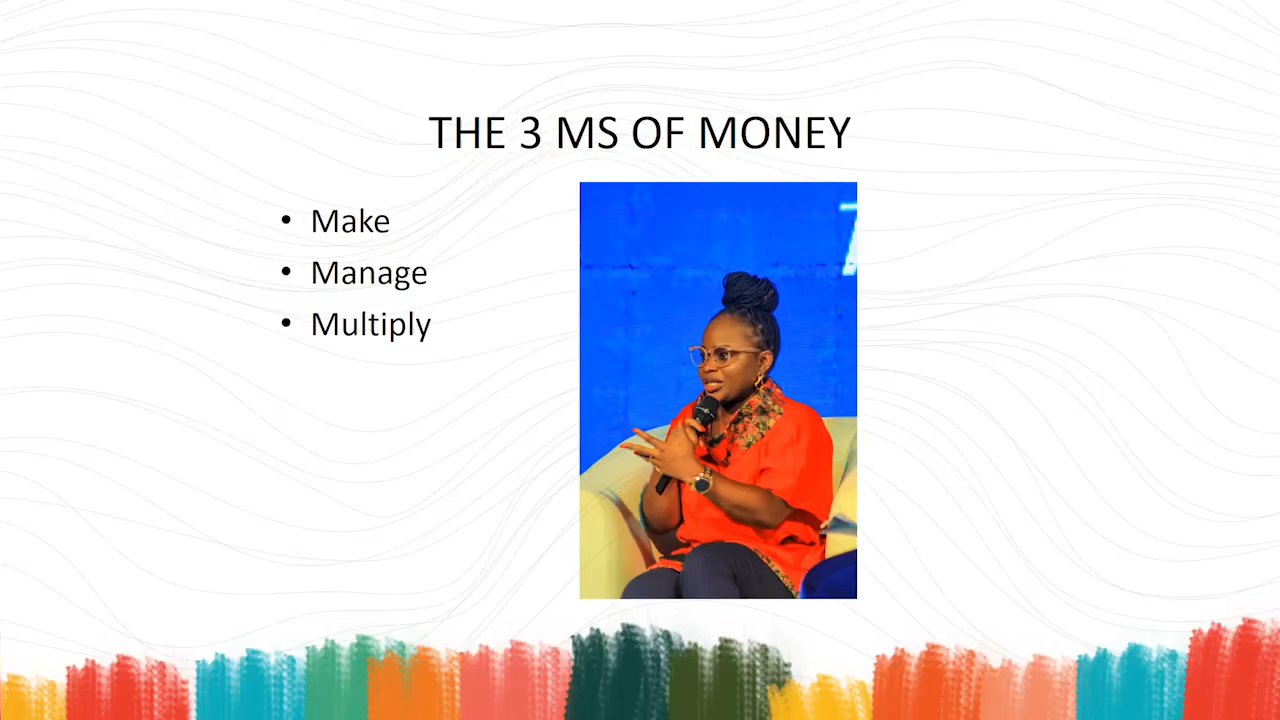 THE 3 MS OF MONEY
• Make
• Manage
• Multiply